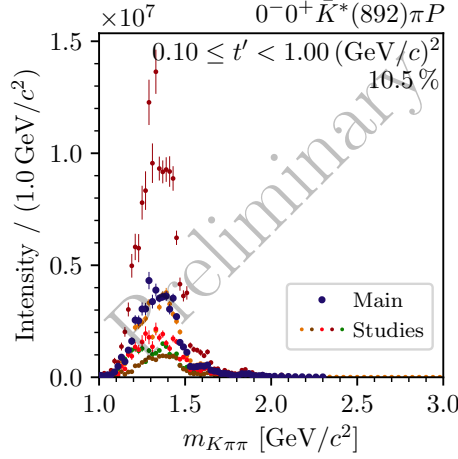 ×10⁷
0⁻0⁺ K̄*(892)πP
0.10 ≤ t′ < 1.00 (GeV/c)²
10.5 %
Preliminary
Intensity / (1.0 GeV/c²)
1.5
1.0
0.5
0.0
Main
Studies
1.0 1.5 2.0 2.5 3.0
m_{Kππ} [GeV/c²]